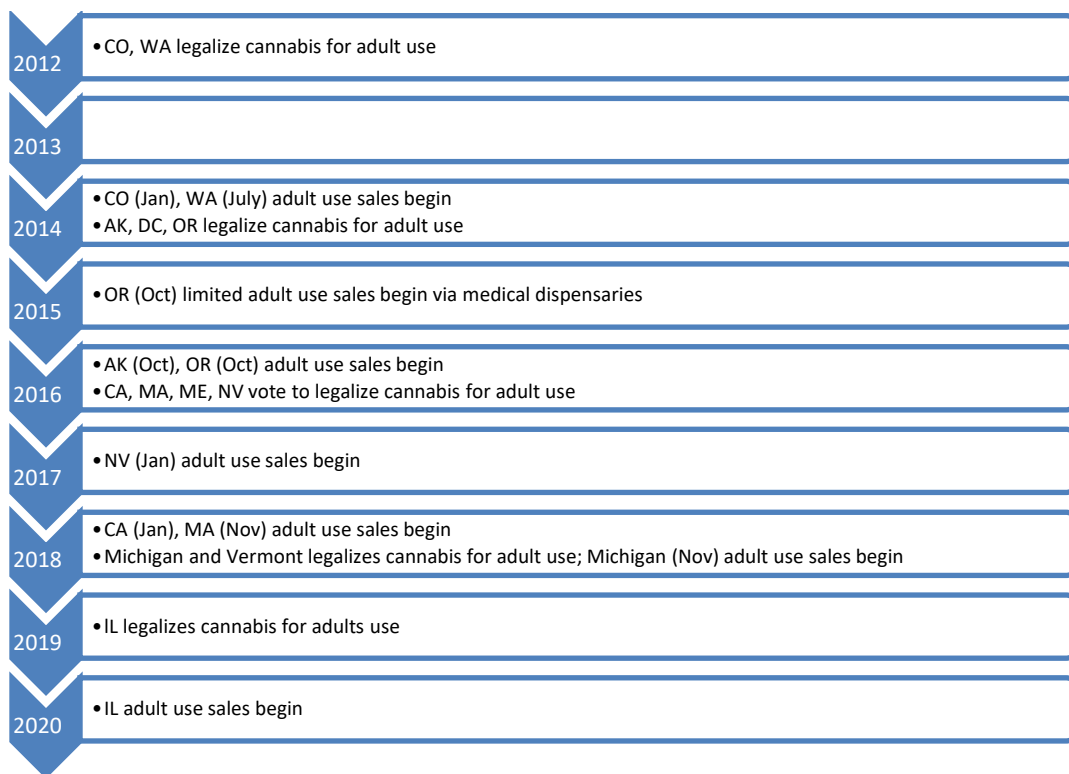 2012
•CO, WA legalize cannabis for adult use
2013
2014
•CO (Jan), WA (July) adult use sales begin
•AK, DC, OR legalize cannabis for adult use
2015
•OR (Oct) limited adult use sales begin via medical dispensaries
2016
•AK (Oct), OR (Oct) adult use sales begin
•CA, MA, ME, NV vote to legalize cannabis for adult use
2017
•NV (Jan) adult use sales begin
2018
•CA (Jan), MA (Nov) adult use sales begin
•Michigan and Vermont legalizes cannabis for adult use; Michigan (Nov) adult use sales begin
2019
•IL legalizes cannabis for adults use
2020
•IL adult use sales begin